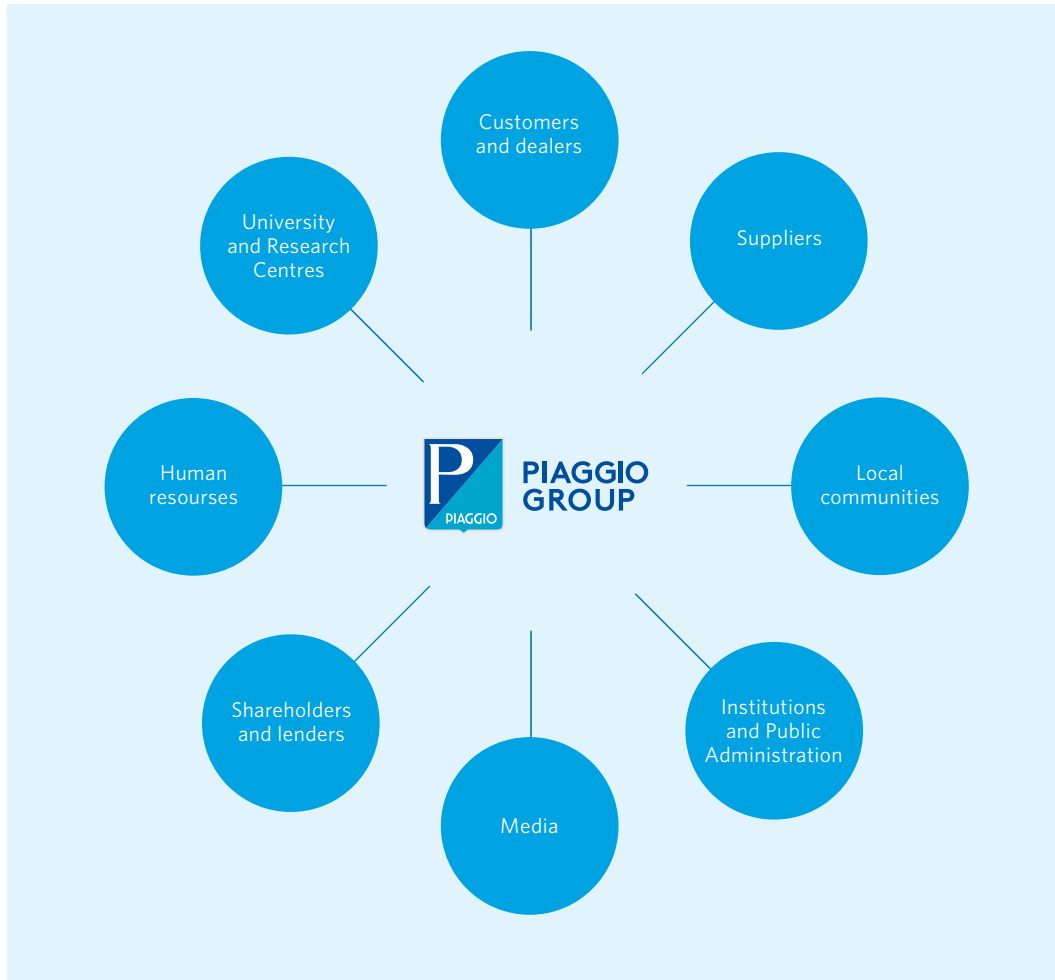 Customers
and dealers
Suppliers
University
and Research
Centres
Human
resourses
P
PIAGGIO
PIAGGIO
GROUP
Local
communities
Shareholders
and lenders
Institutions
and Public
Administration
Media